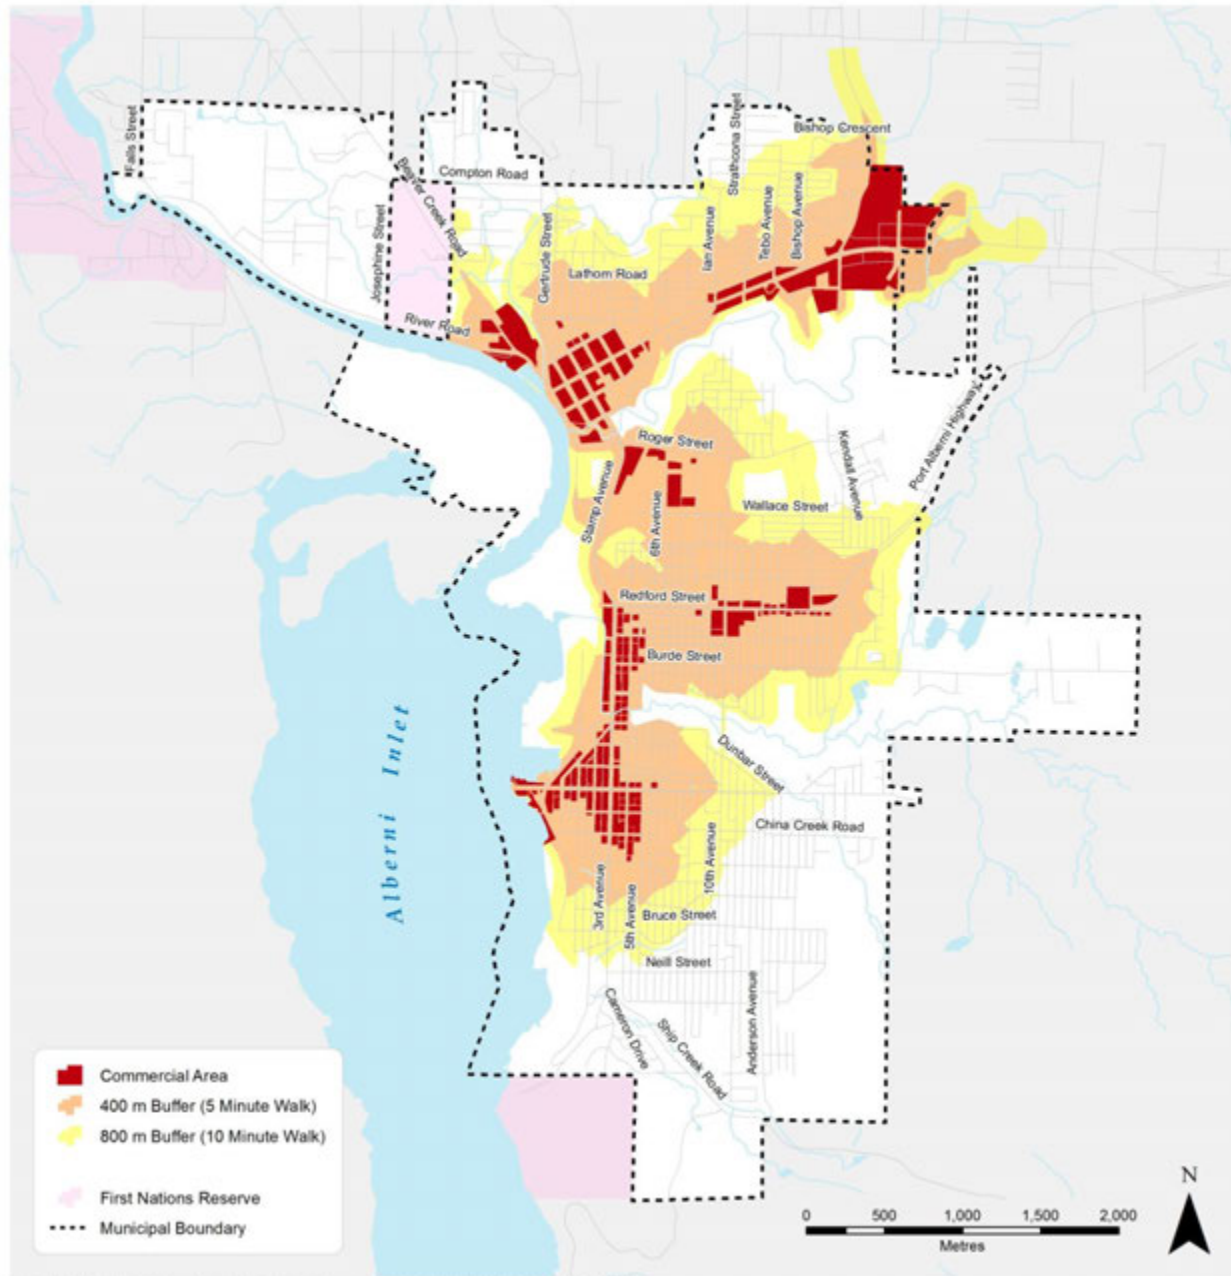 Falls Street
Beaver Creek Road
Compton Road
Strathcona Street
Bishop Crescent
Josephine Street
Gertrude Street
Ian Avenue
Tebo Avenue
Bishop Avenue
Lathom Road
River Road
Port Alberni Highway
Roger Street
Kendall Avenue
Stamp Avenue
6th Avenue
Wallace Street
Redford Street
Burde Street
Alberni Inlet
Dunbar Street
China Creek Road
10th Avenue
3rd Avenue
5th Avenue
Bruce Street
Neill Street
Cameron Drive
Ship Creek Road
Anderson Avenue
Commercial Area
400 m Buffer (5 Minute Walk)
800 m Buffer (10 Minute Walk)
First Nations Reserve
Municipal Boundary
N
0 500 1,000 1,500 2,000
Metres